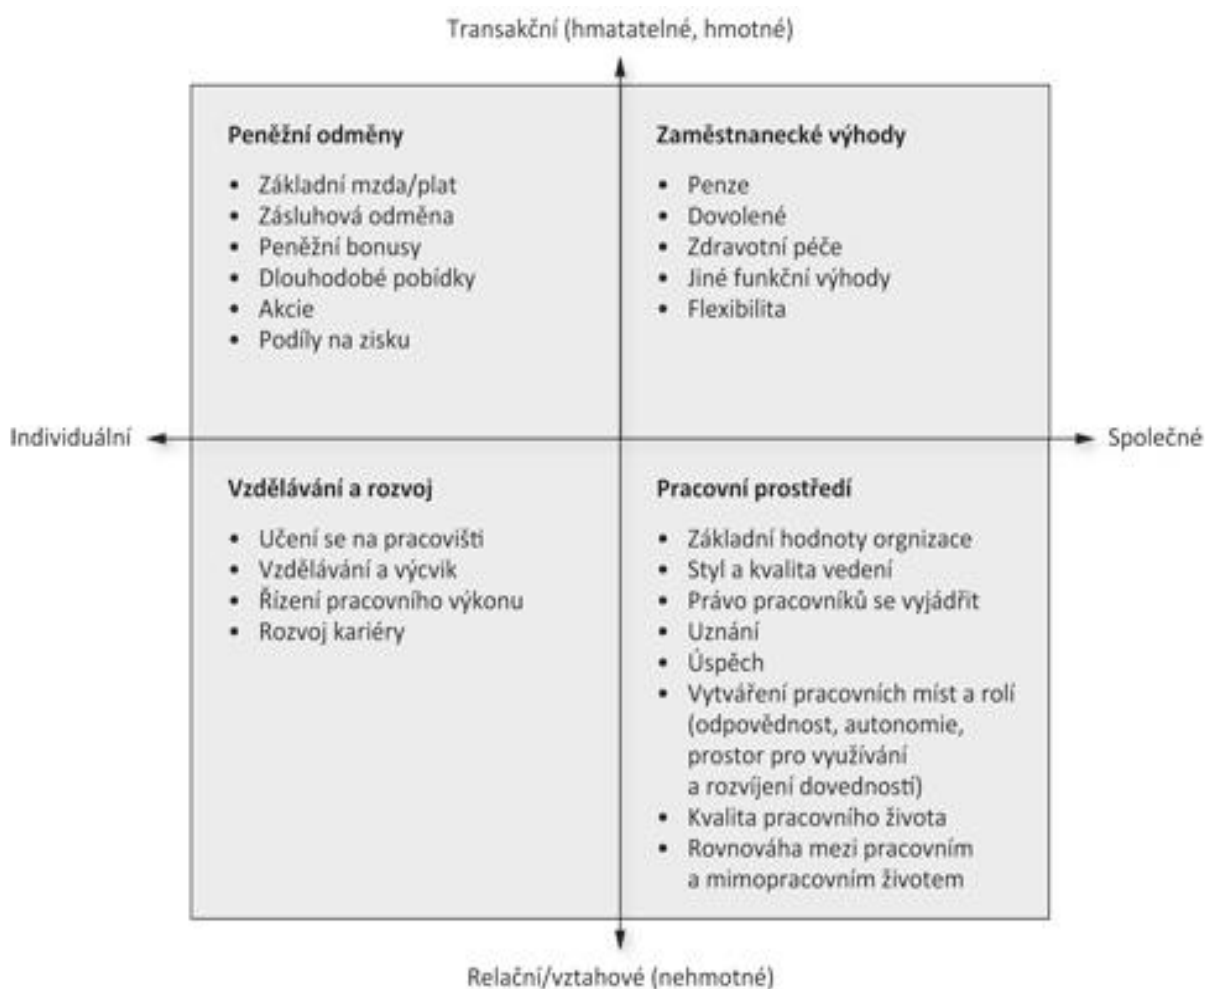 Transakční (hmatatelné, hmotné)
Peněžní odměny
• Základní mzda/plat
• Zásluhová odměna
• Peněžní bonusy
• Dlouhodobé pobídky
• Akcie
• Podíly na zisku
Zaměstnanecké výhody
• Penze
• Dovolené
• Zdravotní péče
• Jiné funkční výhody
• Flexibilita
Individuální
Společné
Vzdělávání a rozvoj
• Učení se na pracovišti
• Vzdělávání a výcvik
• Řízení pracovního výkonu
• Rozvoj kariéry
Pracovní prostředí
• Základní hodnoty orgnizace
• Styl a kvalita vedení
• Právo pracovníků se vyjádřit
• Uznání
• Úspěch
• Vytváření pracovních míst a rolí
(odpovědnost, autonomie,
prostor pro využívání
a rozvíjení dovedností)
• Kvalita pracovního života
• Rovnováha mezi pracovním
a mimopracovním životem
Relační/vztahové (nehmotné)